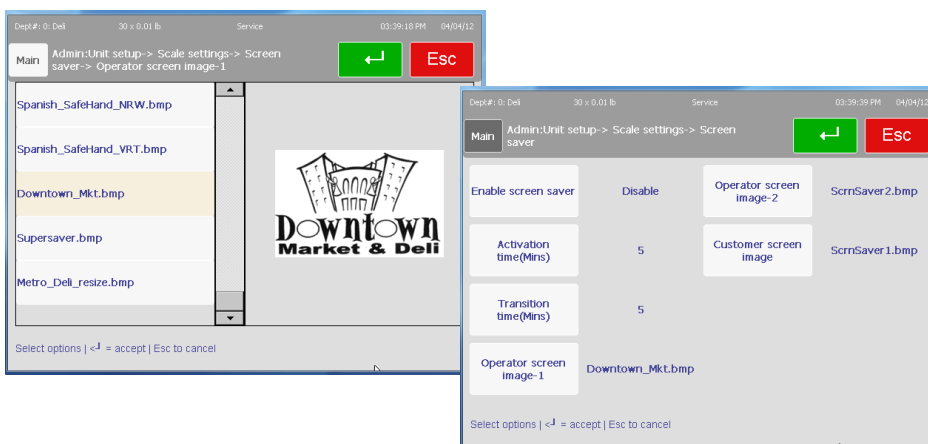 Dept#: 0: Deli 30 x 0.01 lb Service 03:39:18 PM 04/04/12
Main
Admin:Unit setup-> Scale settings-> Screen
saver-> Operator screen image-1
Esc
Spanish_SafeHand_NRW.bmp
Spanish_SafeHand_VRT.bmp
Downtown_Mkt.bmp
Supersaver.bmp
Metro_Deli_resize.bmp
Downtown
Market & Deli
Select options | <┘ = accept | Esc to cancel
Dept#: 0: Deli 30 x 0.01 lb Service 03:39:39 PM 04/04/12
Main
Admin:Unit setup-> Scale settings-> Screen
saver
Esc
Enable screen saver Disable
Operator screen
image-2
ScrnSaver2.bmp
Activation
time(Mins)
5
Customer screen
image
ScrnSaver1.bmp
Transition
time(Mins)
5
Operator screen
image-1
Downtown_Mkt.bmp
Select options | <┘ = accept | Esc to cancel